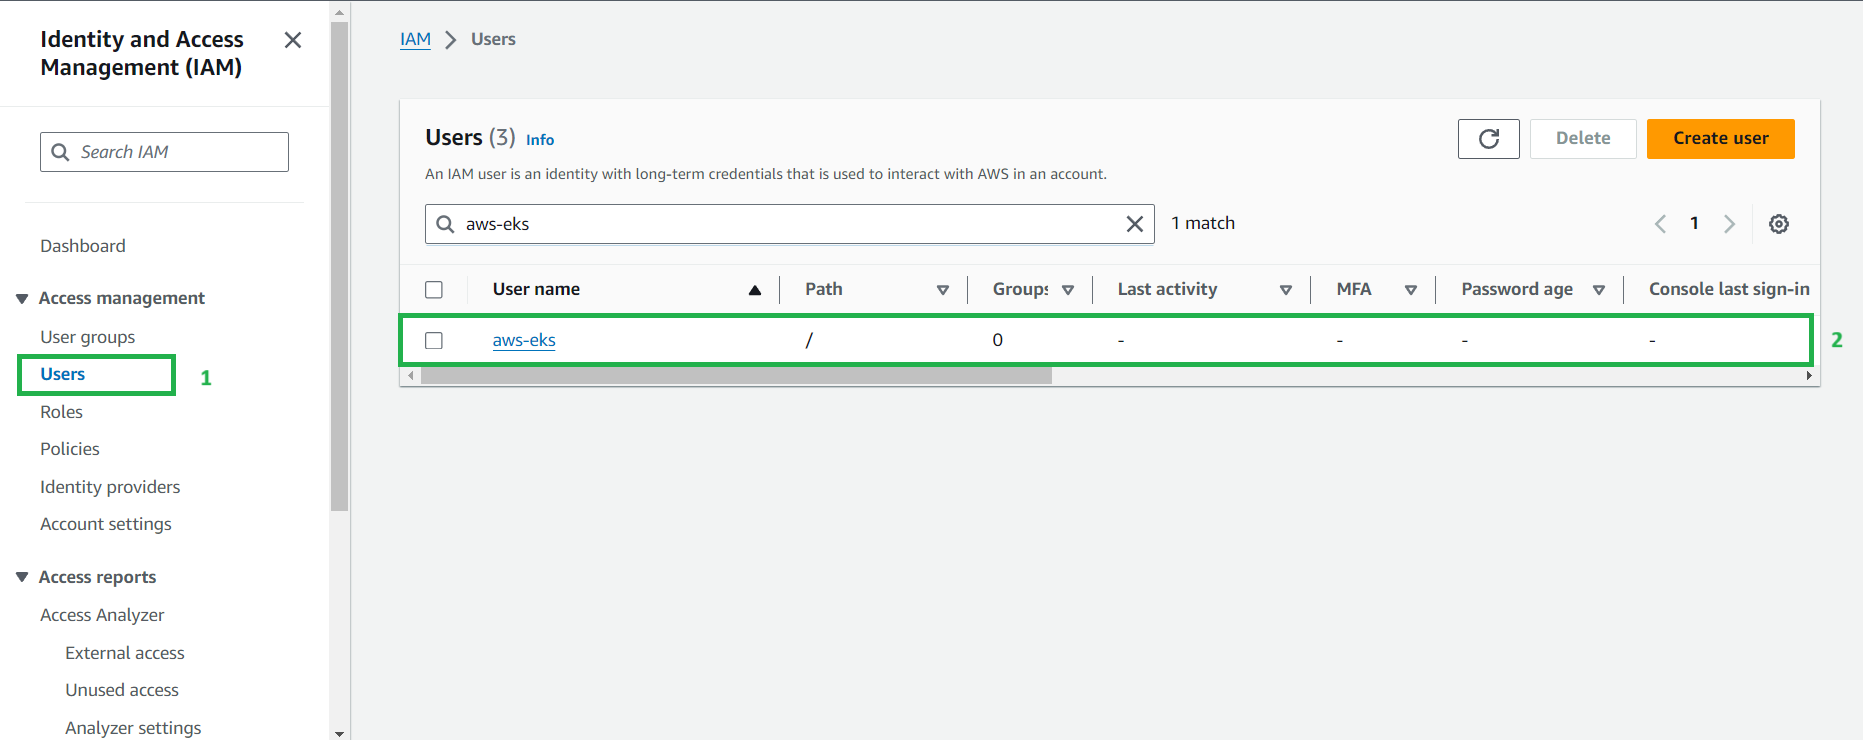 Identity and Access
Management (IAM)
Search IAM
Dashboard
Access management
User groups
Users
1
Roles
Policies
Identity providers
Account settings
Access reports
Access Analyzer
External access
Unused access
Analyzer settings
IAM > Users
Users (3) Info
Delete
Create user
An IAM user is an identity with long-term credentials that is used to interact with AWS in an account.
aws-eks
1 match
1
User name Path Groups Last activity MFA Password age Console last sign-in
aws-eks / 0 - - - -
2